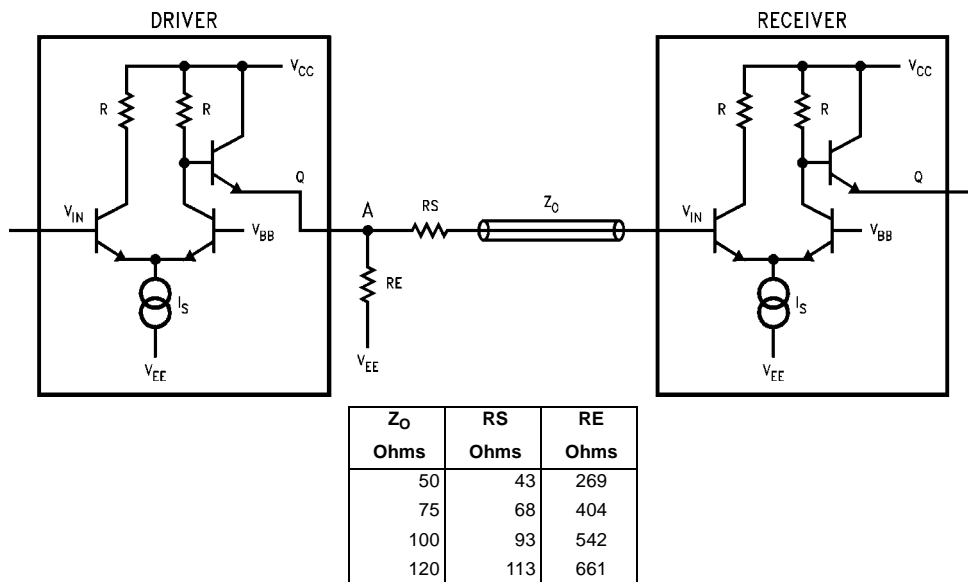 DRIVER
RECEIVER
V_CC
V_CC
R
R
R
R
Q
Q
V_IN
A
RS
Z_O
V_IN
V_BB
V_BB
RE
I_S
I_S
V_EE
V_EE
V_EE
Z_O RS RE
Ohms Ohms Ohms
50 43 269
75 68 404
100 93 542
120 113 661